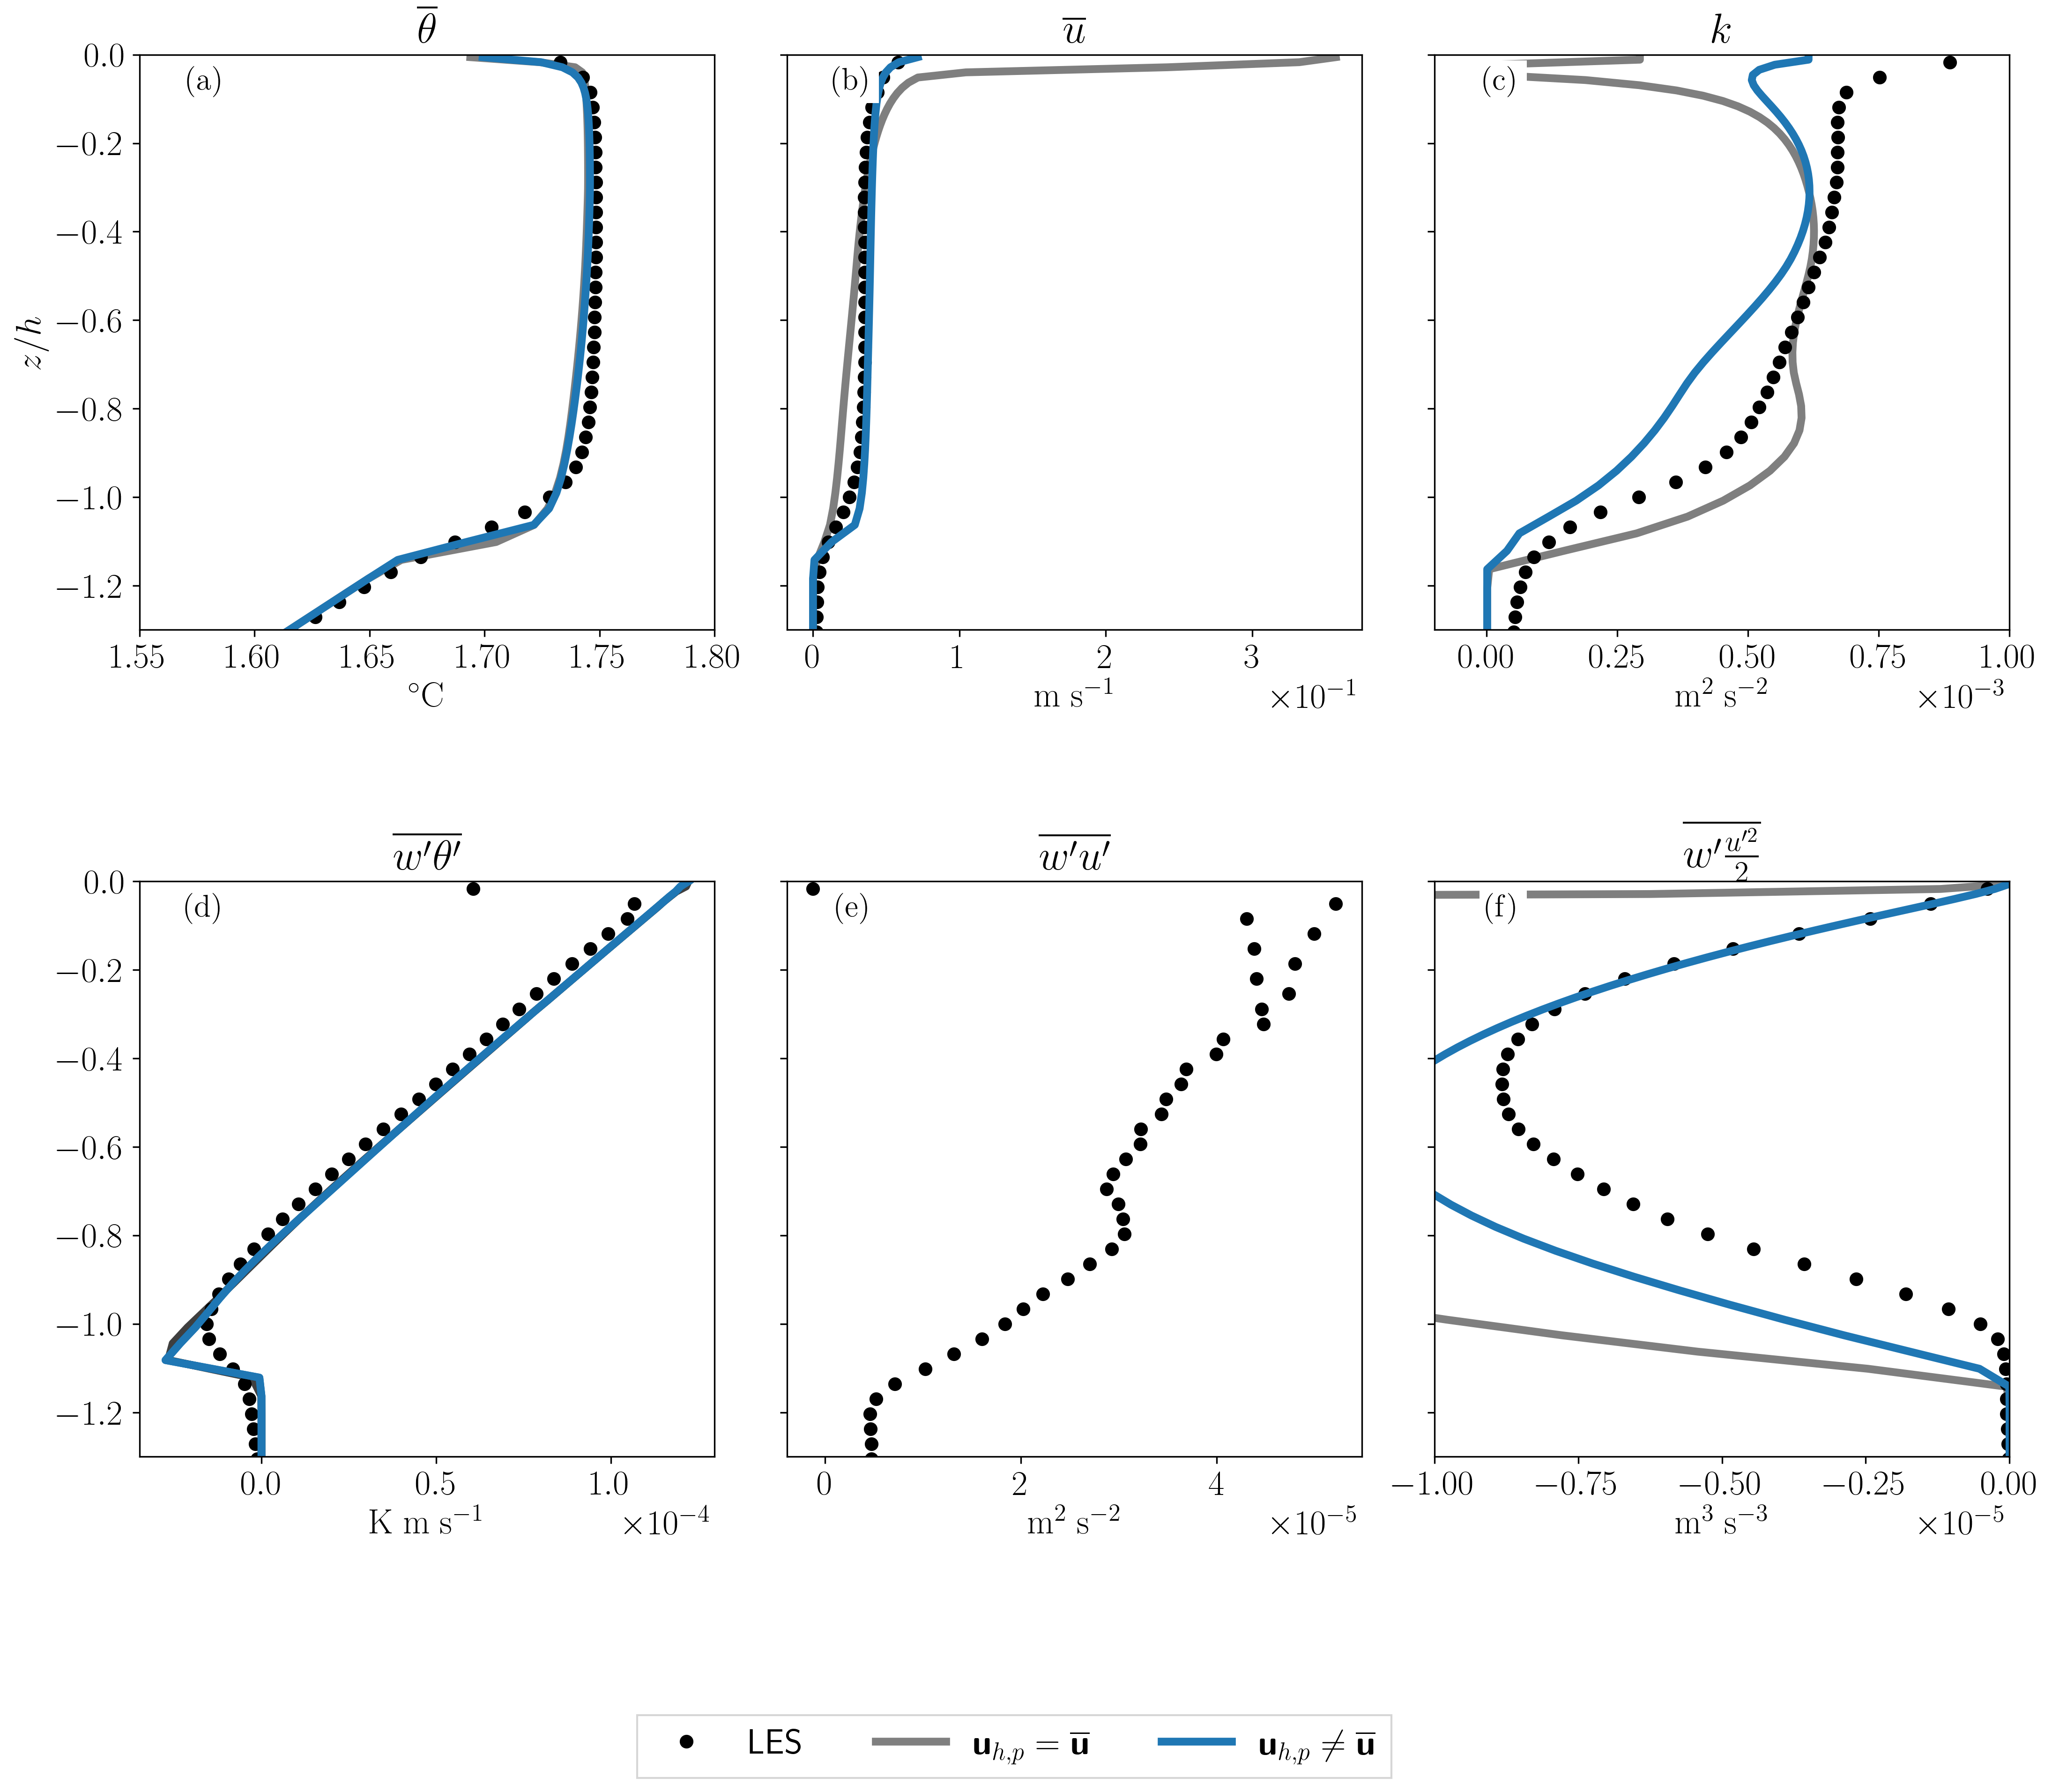 θ̅ u̅ k
(a) (b) (c)
z/h
0.0
−0.2
−0.4
−0.6
−0.8
−1.0
−1.2
1.55 1.60 1.65 1.70 1.75 1.80
°C
0 1 2 3
m s⁻¹ ×10⁻¹
0.00 0.25 0.50 0.75 1.00
m² s⁻² ×10⁻³
w′θ′ w′u′ w′ u′²/2
(d) (e) (f)
0.0
−0.2
−0.4
−0.6
−0.8
−1.0
−1.2
0.0 0.5 1.0
K m s⁻¹ ×10⁻⁴
0 2 4
m² s⁻² ×10⁻⁵
−1.00 −0.75 −0.50 −0.25 0.00
m³ s⁻³ ×10⁻⁵
LES u_{h,p} = u̅ u_{h,p} ≠ u̅